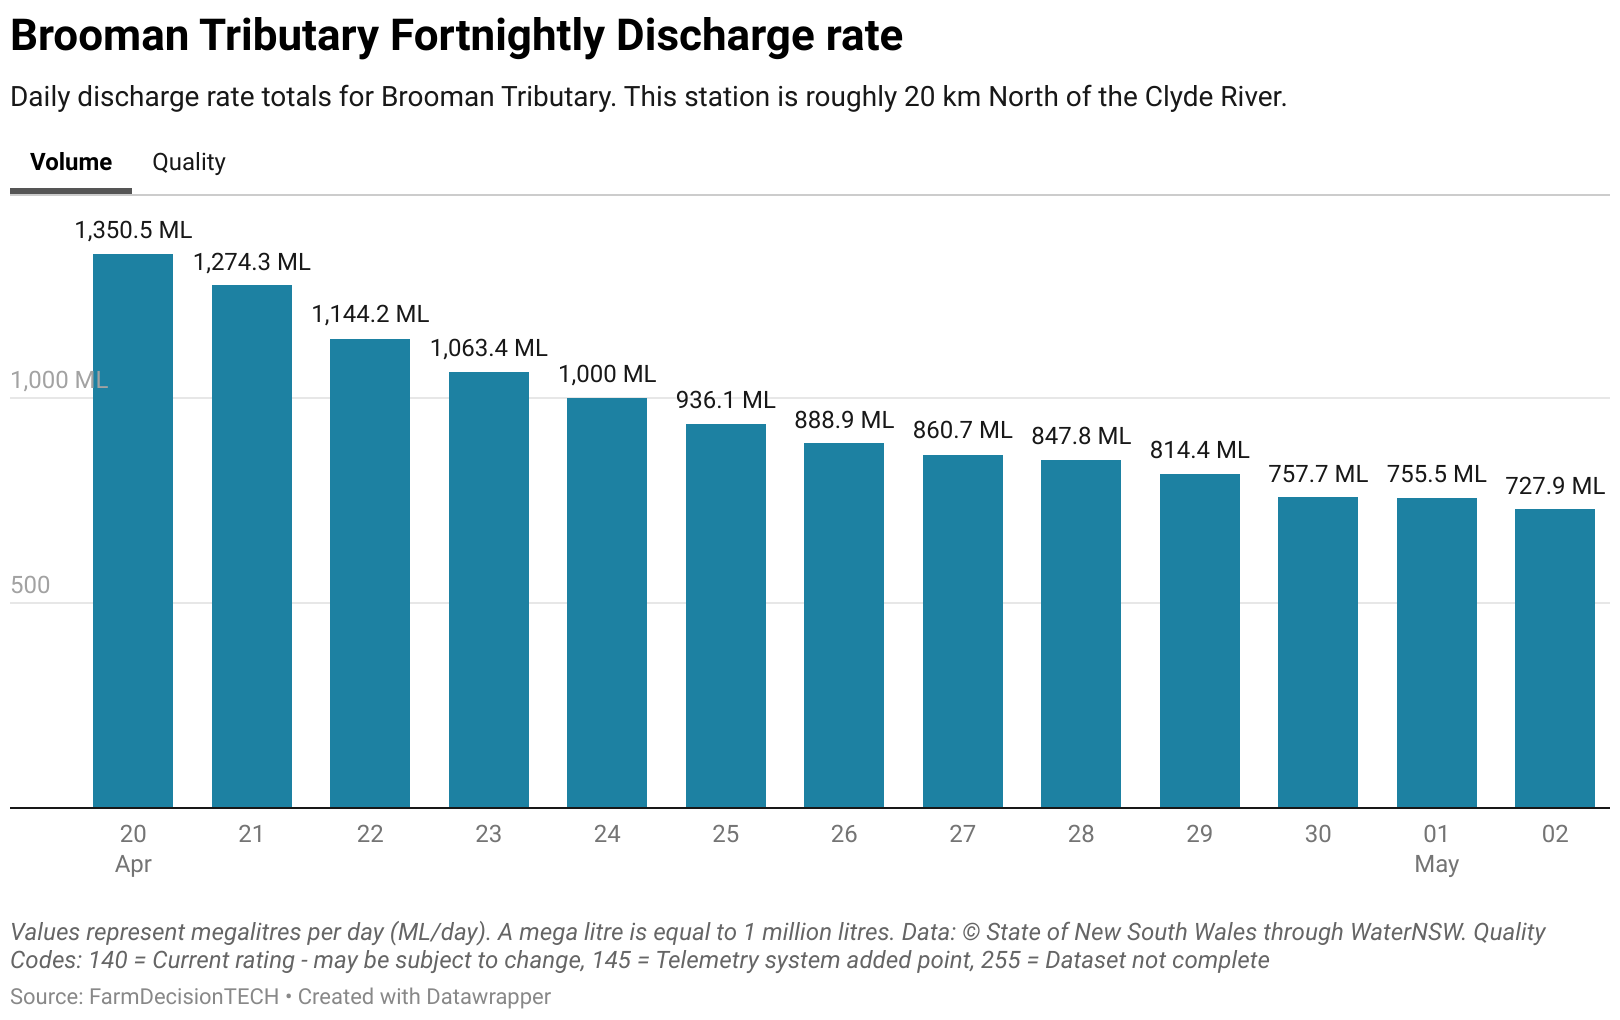 Brooman Tributary Fortnightly Discharge rate
Daily discharge rate totals for Brooman Tributary. This station is roughly 20 km North of the Clyde River.
Volume Quality
1,350.5 ML
1,274.3 ML
1,144.2 ML
1,063.4 ML
1,000 ML
936.1 ML
888.9 ML
860.7 ML
847.8 ML
814.4 ML
757.7 ML
755.5 ML
727.9 ML
1,000 ML
500
20 21 22 23 24 25 26 27 28 29 30 01 02
Apr May
Values represent megalitres per day (ML/day). A mega litre is equal to 1 million litres. Data: © State of New South Wales through WaterNSW. Quality
Codes: 140 = Current rating - may be subject to change, 145 = Telemetry system added point, 255 = Dataset not complete
Source: FarmDecisionTECH • Created with Datawrapper